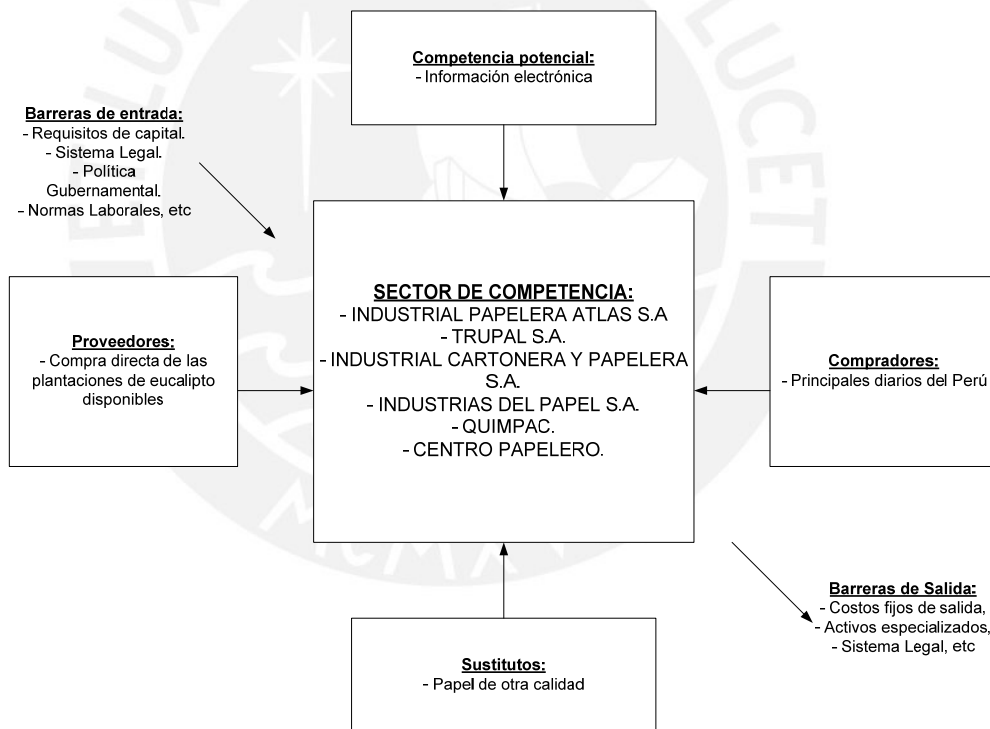 Competencia potencial:
- Información electrónica
Barreras de entrada:
- Requisitos de capital.
- Sistema Legal.
- Política
Gubernamental.
- Normas Laborales, etc
SECTOR DE COMPETENCIA:
- INDUSTRIAL PAPELERA ATLAS S.A
- TRUPAL S.A.
- INDUSTRIAL CARTONERA Y PAPELERA
S.A.
- INDUSTRIAS DEL PAPEL S.A.
- QUIMPAC.
- CENTRO PAPELERO.
Proveedores:
- Compra directa de las
plantaciones de eucalipto
disponibles
Compradores:
- Principales diarios del Perú
Barreras de Salida:
- Costos fijos de salida,
- Activos especializados,
- Sistema Legal, etc
Sustitutos:
- Papel de otra calidad